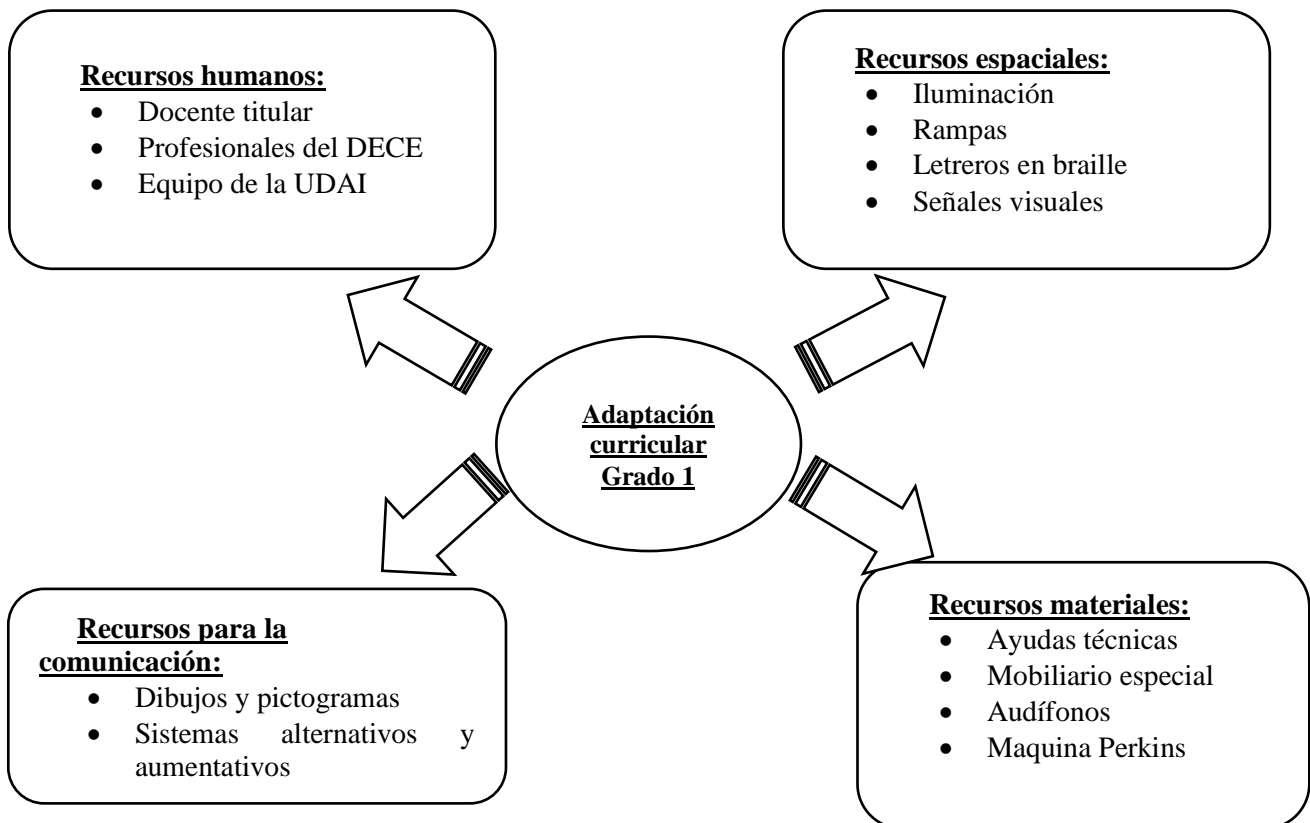 Recursos humanos:
• Docente titular
• Profesionales del DECE
• Equipo de la UDAI
Recursos espaciales:
• Iluminación
• Rampas
• Letreros en braille
• Señales visuales
Adaptación
curricular
Grado 1
Recursos para la
comunicación:
• Dibujos y pictogramas
• Sistemas alternativos y
aumentativos
Recursos materiales:
• Ayudas técnicas
• Mobiliario especial
• Audífonos
• Maquina Perkins